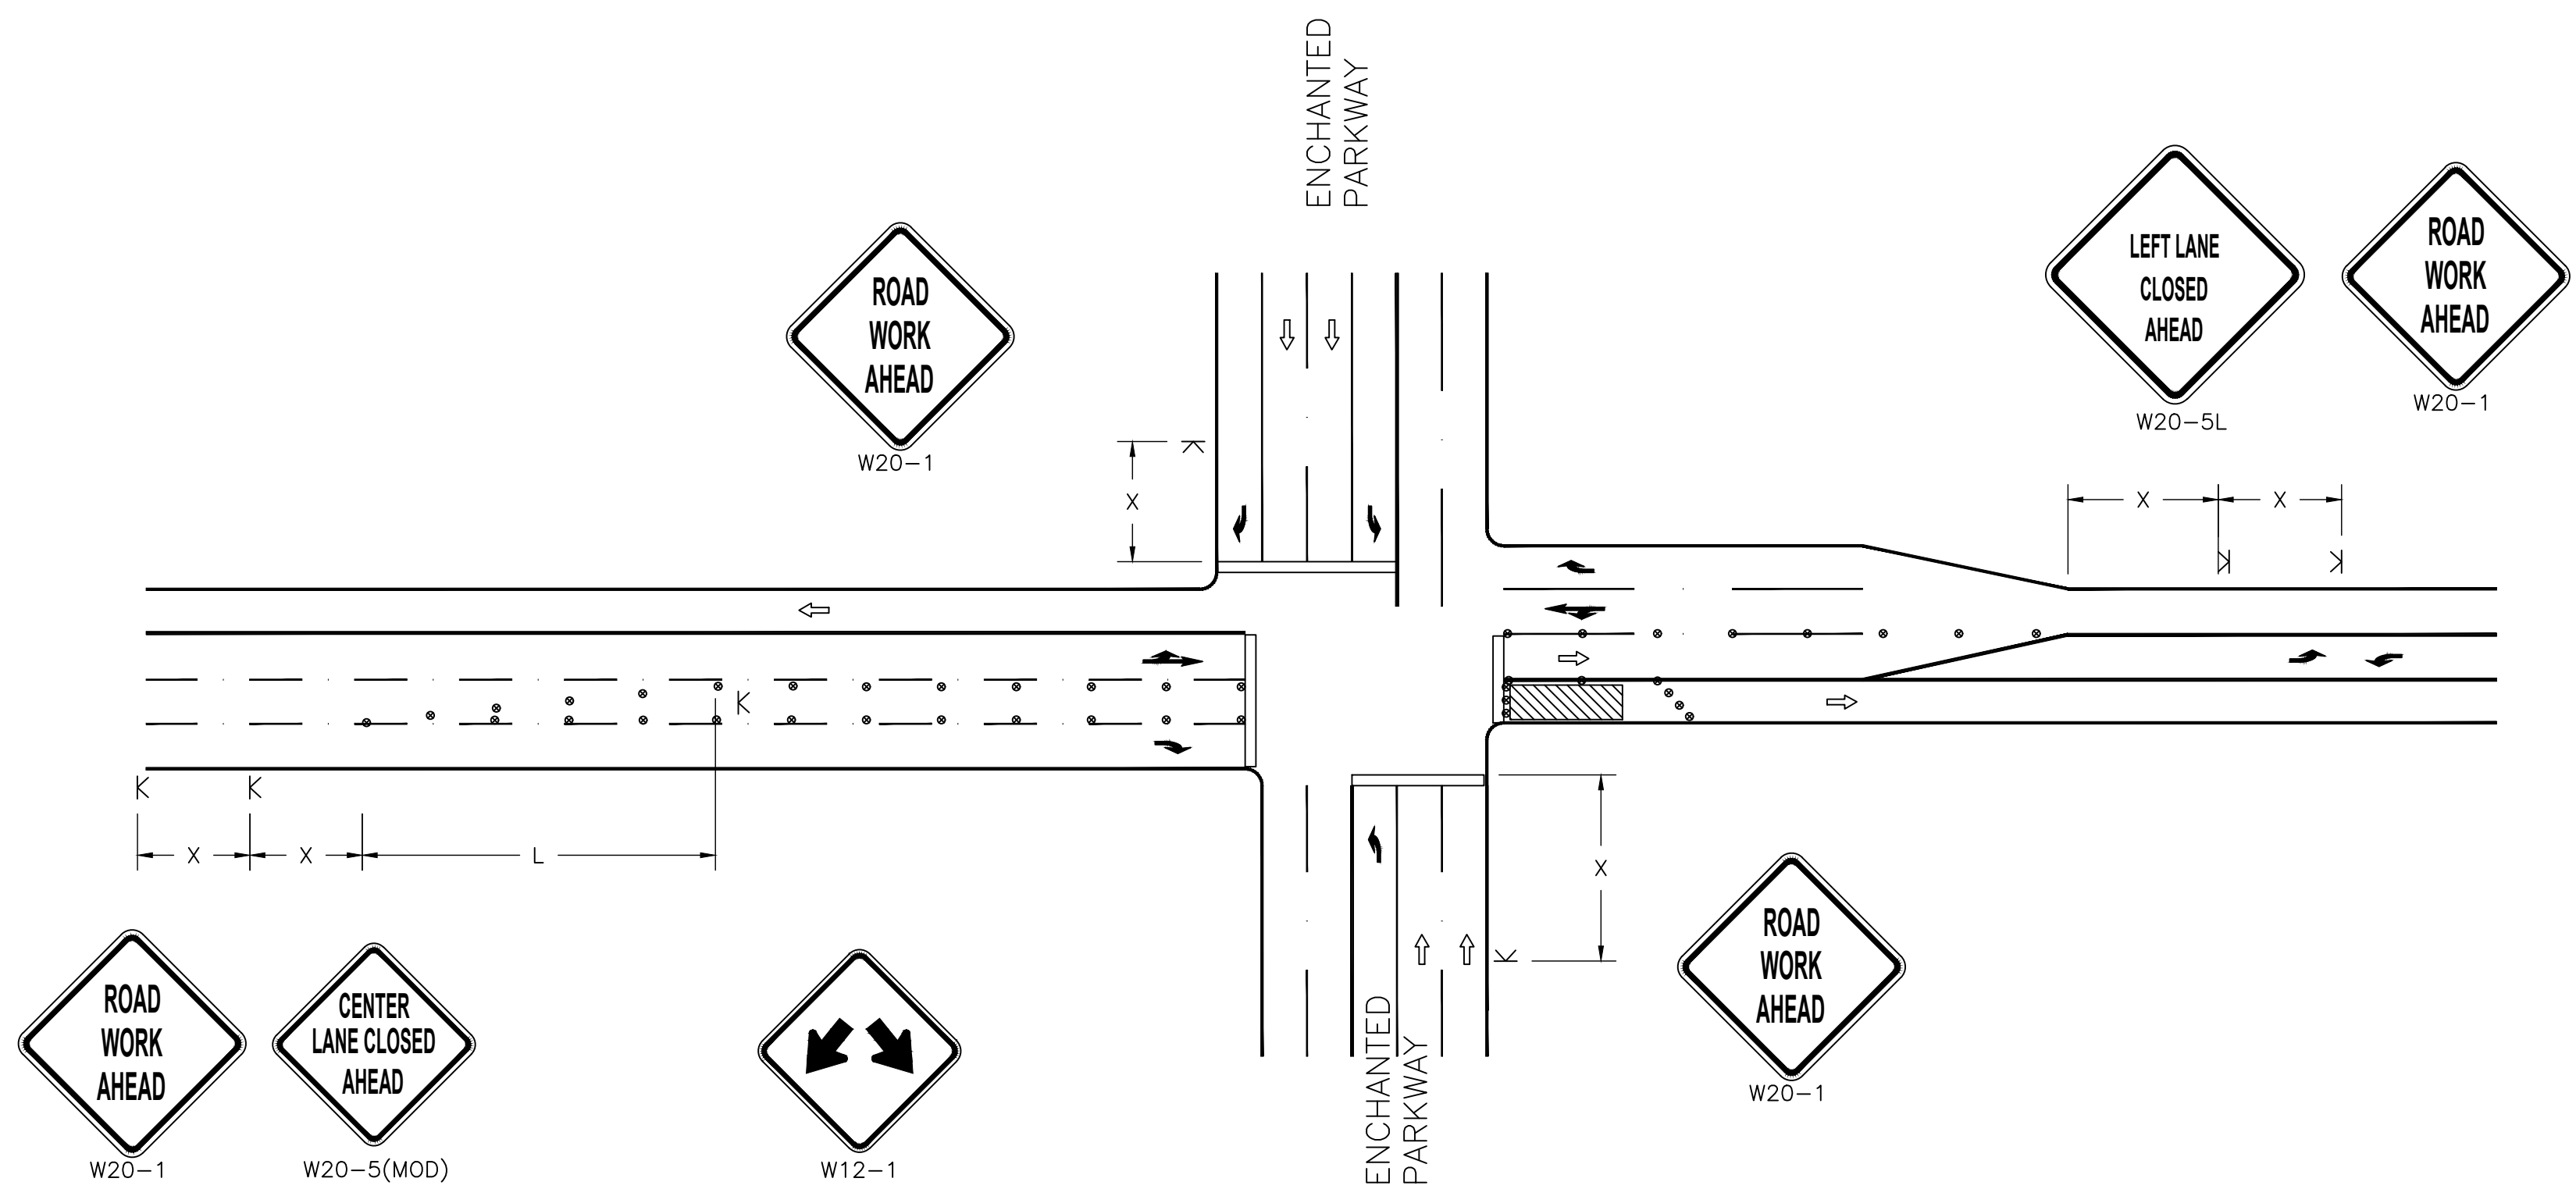 ENCHANTED
PARKWAY
ROAD
WORK
AHEAD
W20-1
LEFT LANE
CLOSED
AHEAD
W20-5L
ROAD
WORK
AHEAD
W20-1
X
X
X
X
X
L
X
ROAD
WORK
AHEAD
W20-1
CENTER
LANE CLOSED
AHEAD
W20-5(MOD)
W12-1
ENCHANTED
PARKWAY
ROAD
WORK
AHEAD
W20-1